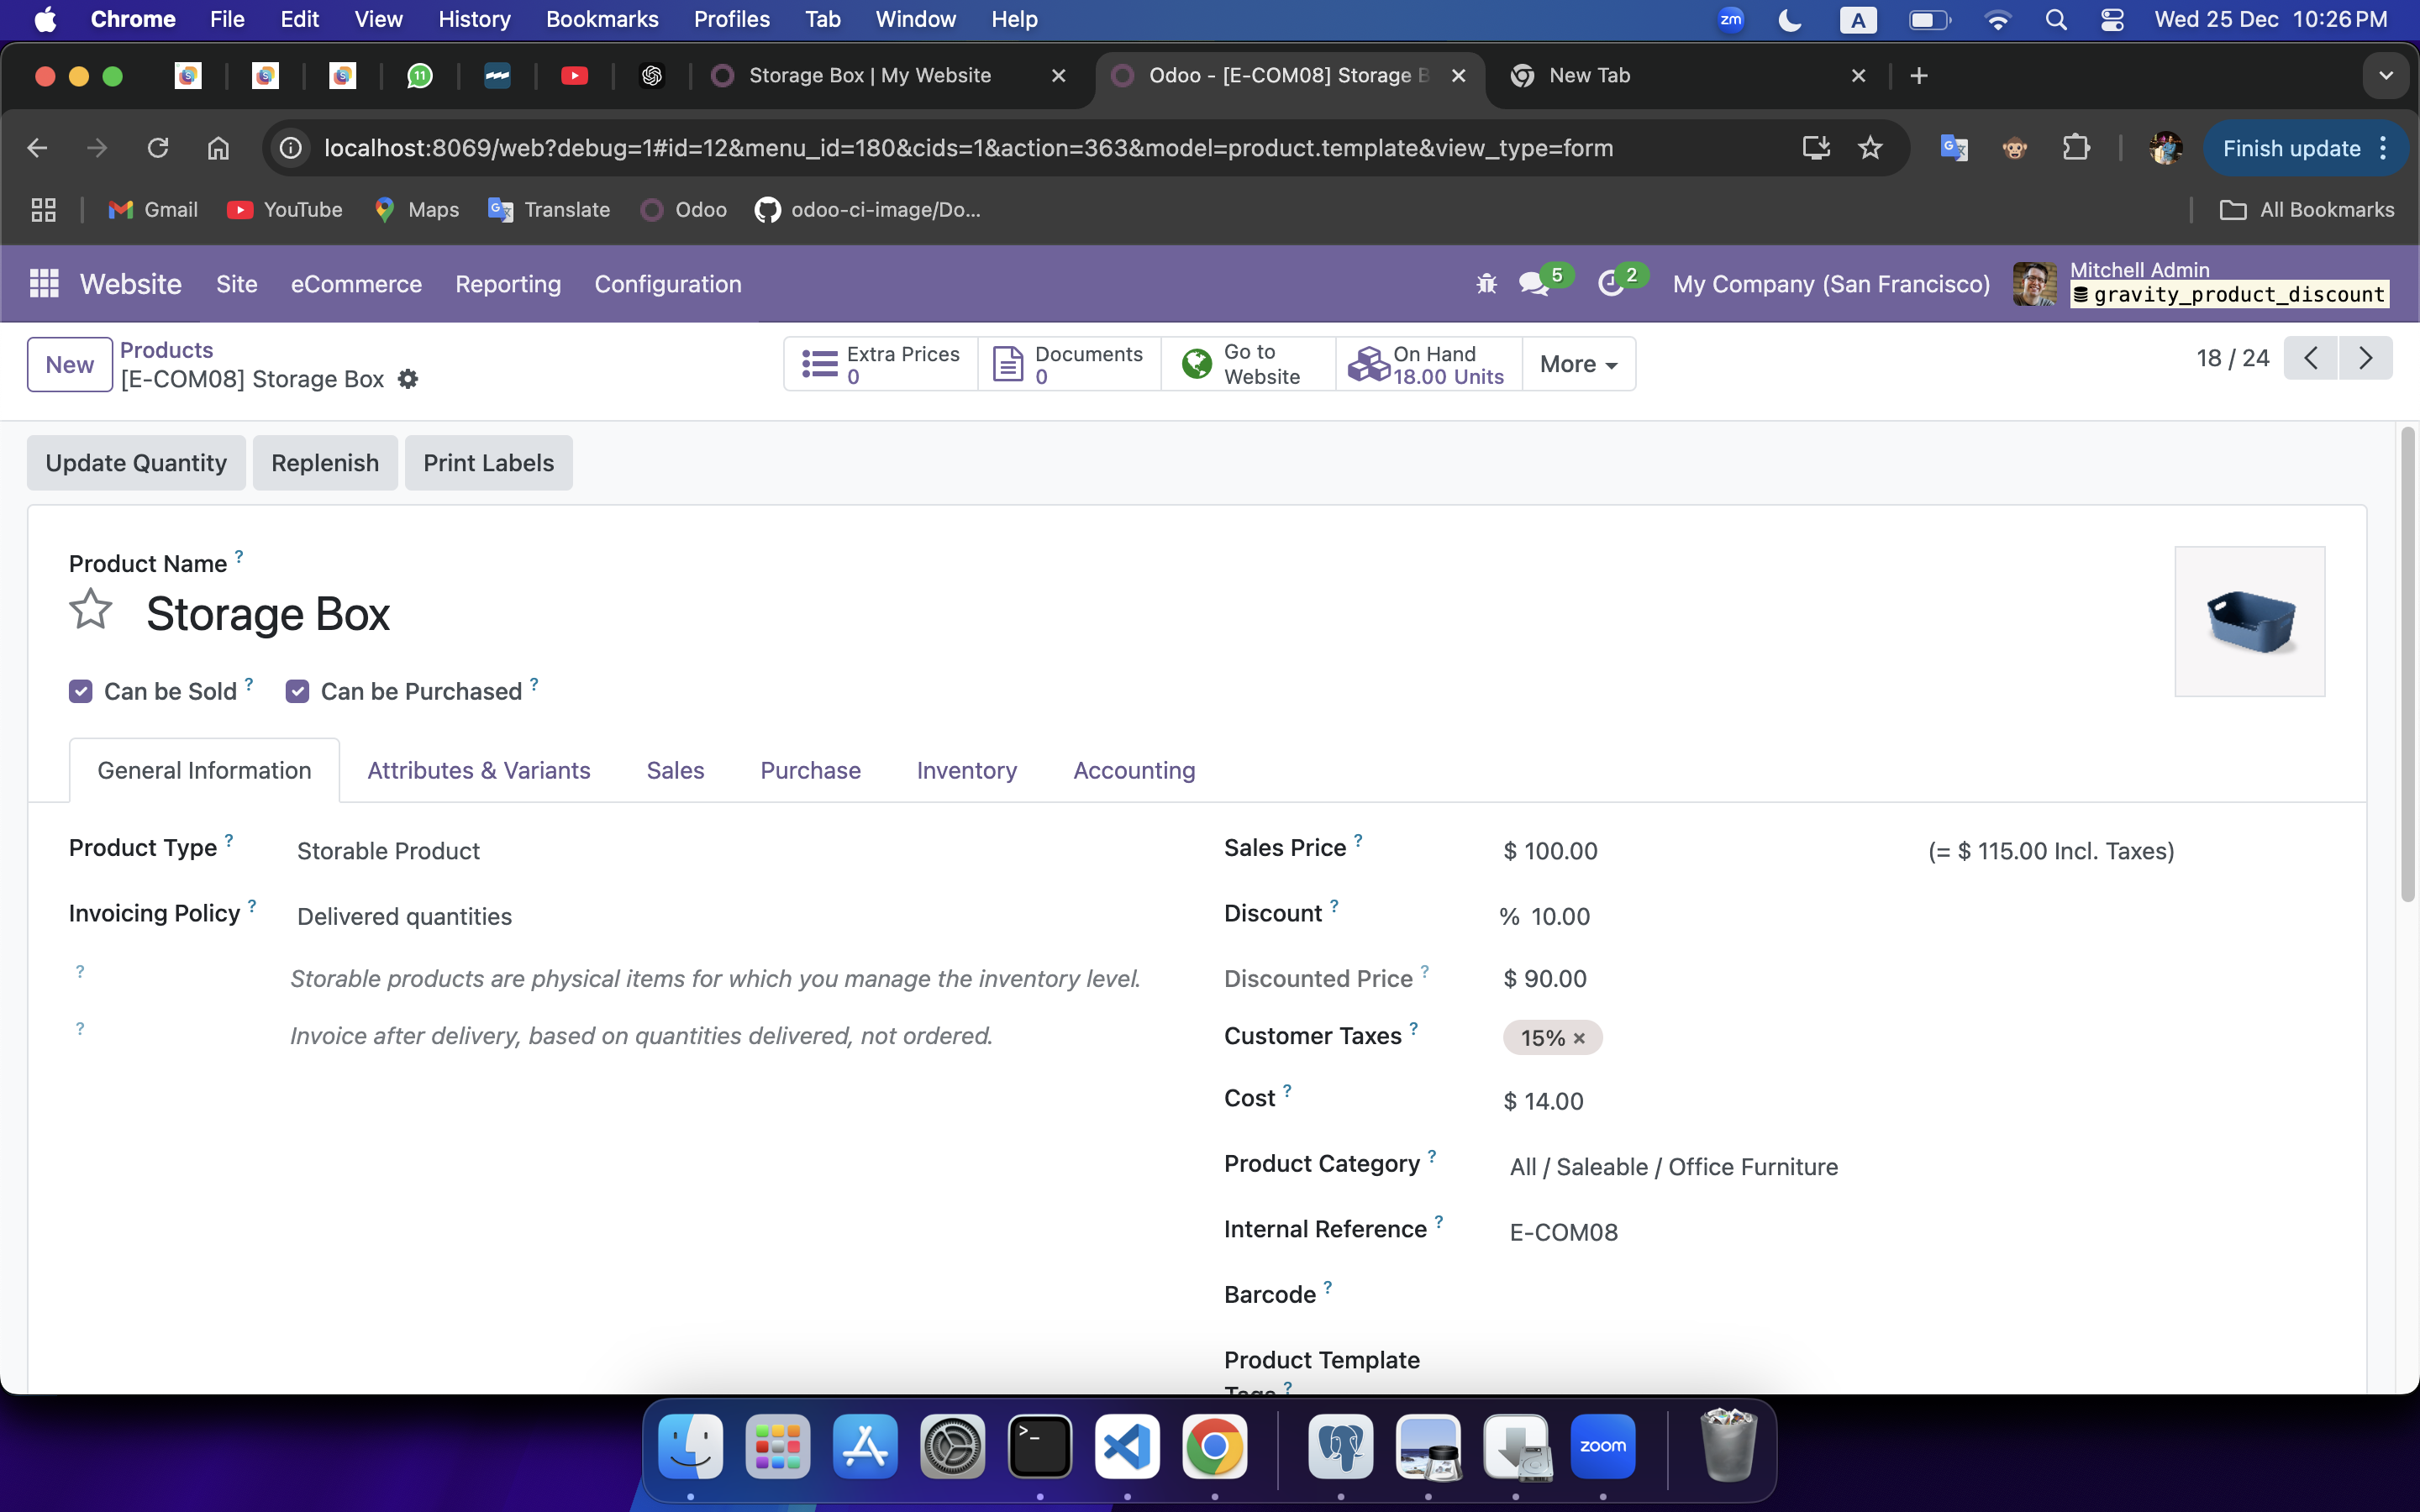 Chrome File Edit View History Bookmarks Profiles Tab Window Help zm A Wed 25 Dec 10:26 PM
11 Storage Box | My Website Odoo - [E-COM08] Storage B New Tab
localhost:8069/web?debug=1#id=12&menu_id=180&cids=1&action=363&model=product.template&view_type=form Finish update
Gmail YouTube Maps Translate Odoo odoo-ci-image/Do... All Bookmarks
Website Site eCommerce Reporting Configuration 5 2 My Company (San Francisco) Mitchell Admin
gravity_product_discount
New Products
[E-COM08] Storage Box
Extra Prices
0
Documents
0
Go to
Website
On Hand
18.00 Units
More
18 / 24
Update Quantity Replenish Print Labels
Product Name ?
Storage Box
Can be Sold ? Can be Purchased ?
General Information Attributes & Variants Sales Purchase Inventory Accounting
Product Type ? Storable Product
Invoicing Policy ? Delivered quantities
? Storable products are physical items for which you manage the inventory level.
? Invoice after delivery, based on quantities delivered, not ordered.
Sales Price ? $ 100.00 (= $ 115.00 Incl. Taxes)
Discount ? % 10.00
Discounted Price ? $ 90.00
Customer Taxes ? 15% ×
Cost ? $ 14.00
Product Category ? All / Saleable / Office Furniture
Internal Reference ? E-COM08
Barcode ?
Product Template
Tags ?
zoom